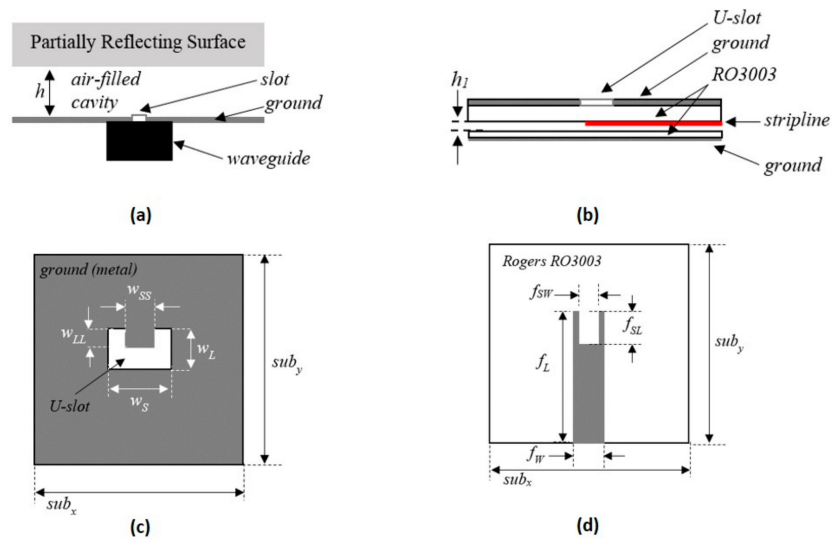 (a)
Partially Reflecting Surface
h
air-filled
cavity
slot
ground
waveguide
(b)
U-slot
ground
RO3003
h1
stripline
ground
(c)
ground (metal)
wSS
wLL
wL
U-slot
wS
suby
subx
(d)
Rogers RO3003
fSW
fSL
fL
fW
suby
subx